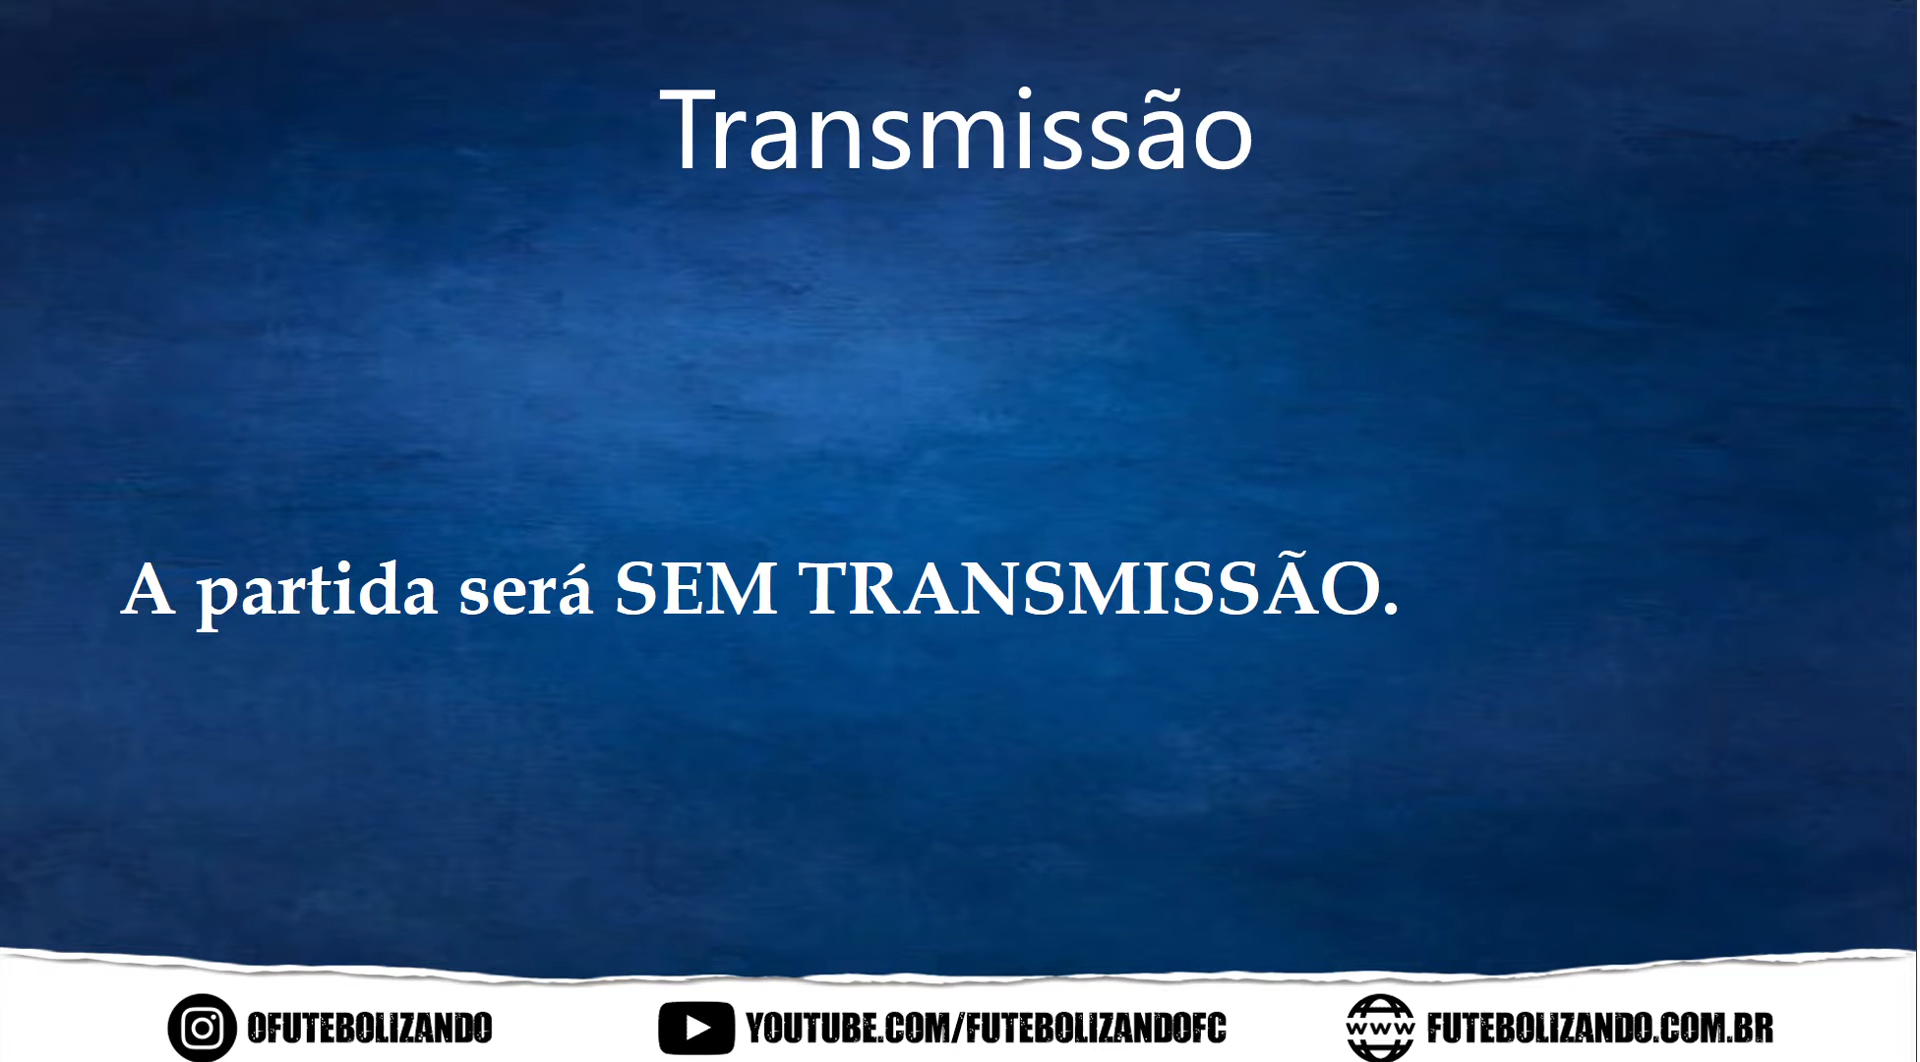 Transmissão
A partida será SEM TRANSMISSÃO.
OFUTEBOLIZANDO
YOUTUBE.COM/FUTEBOLIZANDOFC
WWW
FUTEBOLIZANDO.COM.BR